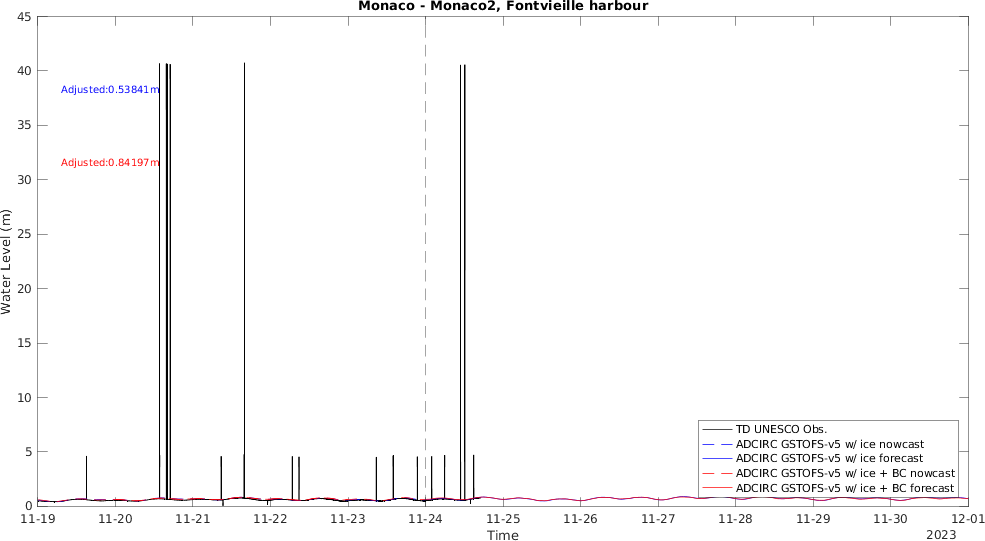 Monaco - Monaco2, Fontvieille harbour
45
40
35
30
25
20
15
10
5
0
Water Level (m)
Adjusted:0.53841m
Adjusted:0.84197m
TD UNESCO Obs.
ADCIRC GSTOFS-v5 w/ ice nowcast
ADCIRC GSTOFS-v5 w/ ice forecast
ADCIRC GSTOFS-v5 w/ ice + BC nowcast
ADCIRC GSTOFS-v5 w/ ice + BC forecast
11-19 11-20 11-21 11-22 11-23 11-24 11-25 11-26 11-27 11-28 11-29 11-30 12-01
Time
2023